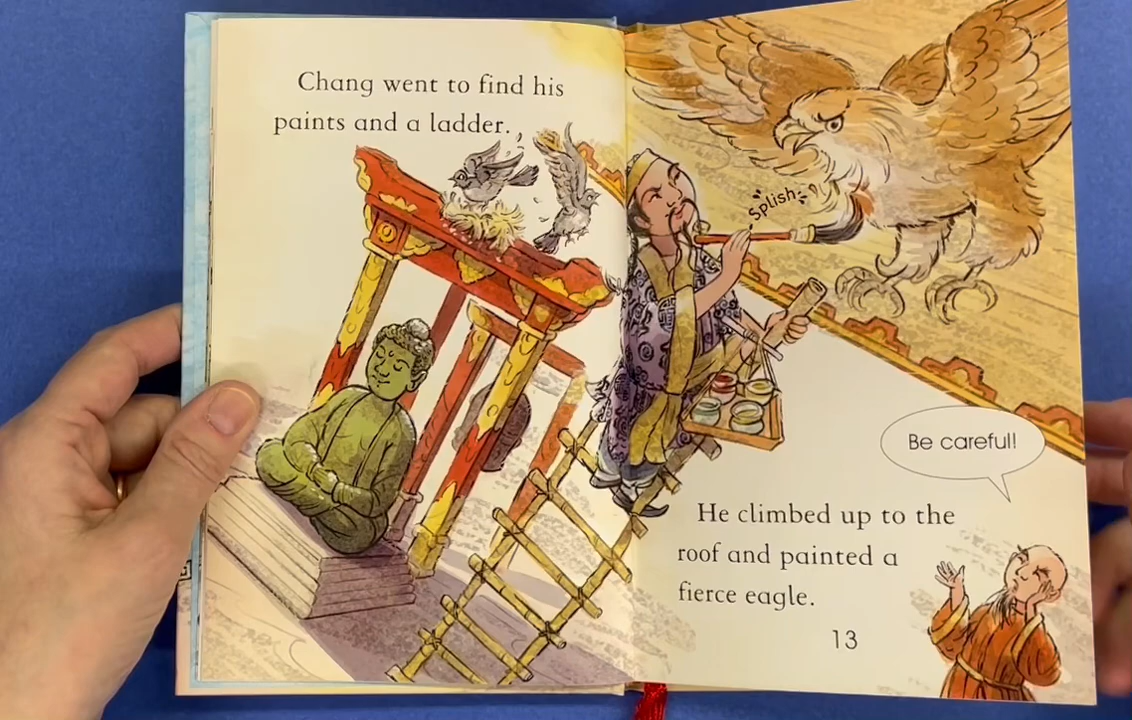 Chang went to find his
paints and a ladder.
Splish
Be careful!
He climbed up to the
roof and painted a
fierce eagle.
13